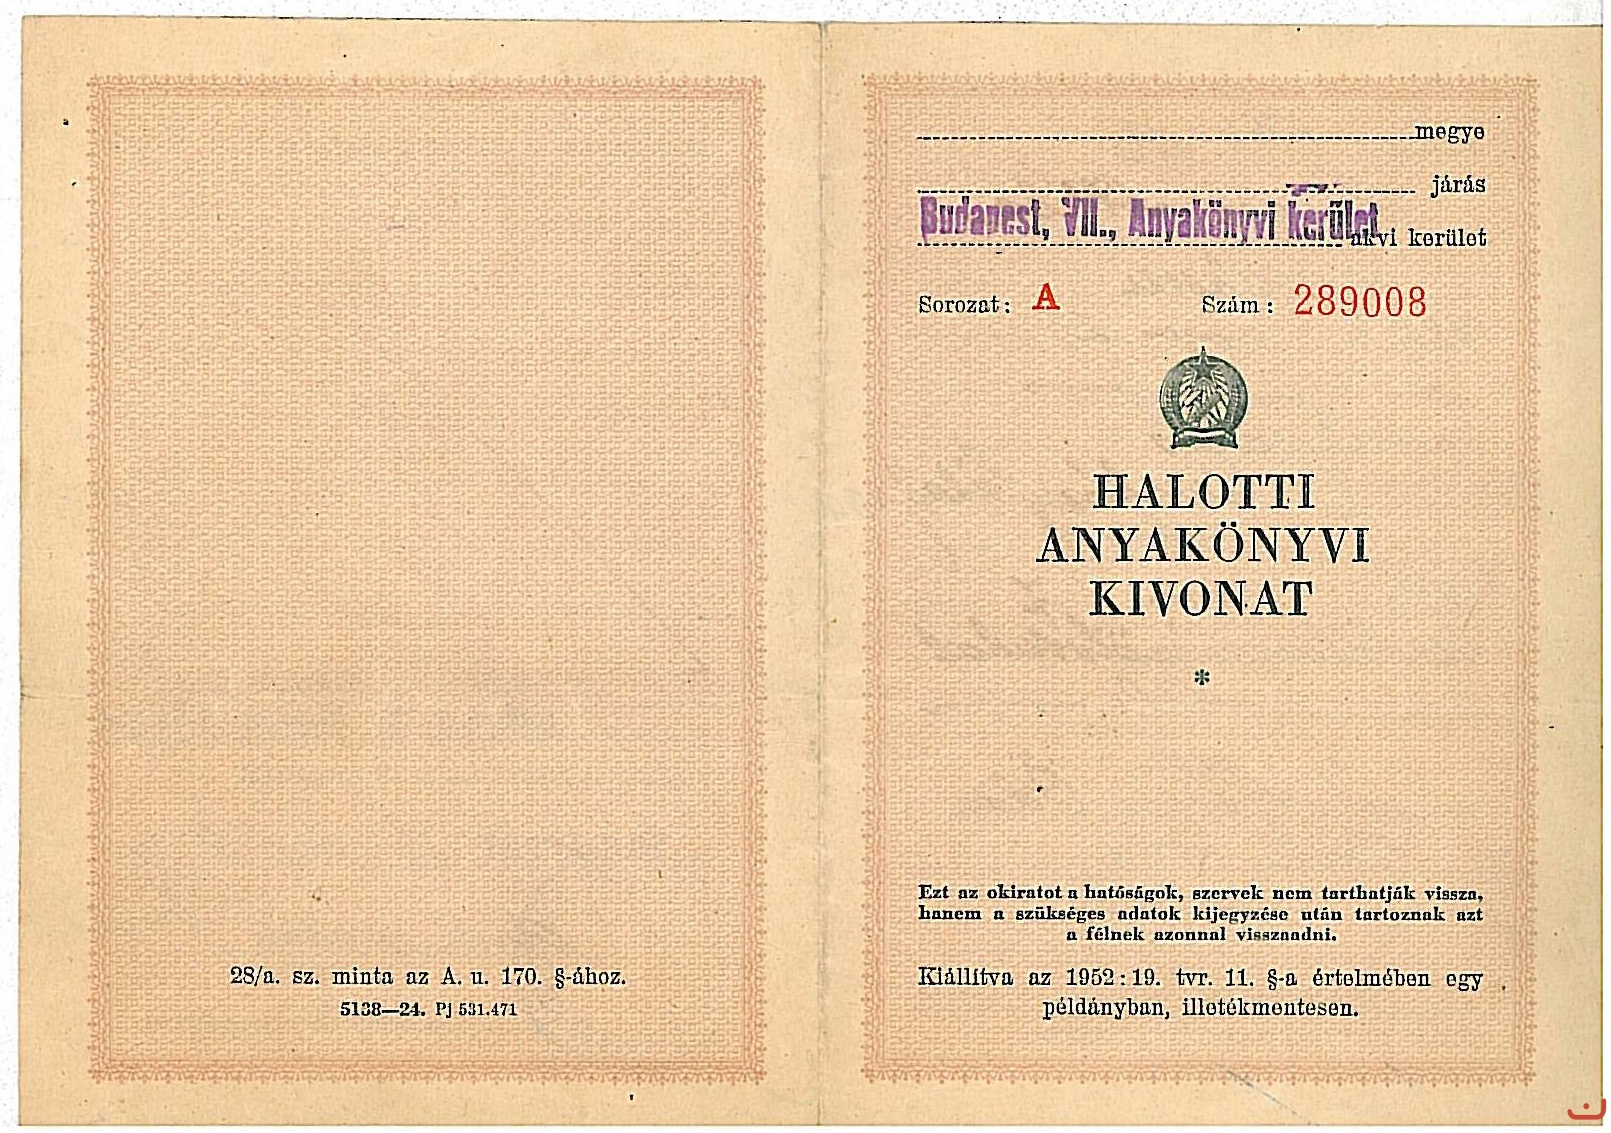 megye
járás
Budapest, VII., Anyakönyvi kerület
akvi kerület
Sorozat: A Szám: 289008
HALOTTI
ANYAKÖNYVI
KIVONAT
*
Ezt az okiratot a hatóságok, szervek nem tarthatják vissza,
hanem a szükséges adatok kijegyzése után tartoznak azt
a félnek azonnal visszaadni.
Kiállítva az 1952:19. tvr. 11. §-a értelmében egy
példányban, illetékmentesen.
28/a. sz. minta az A. u. 170. §-ához.
5138—24. Pj 531.471